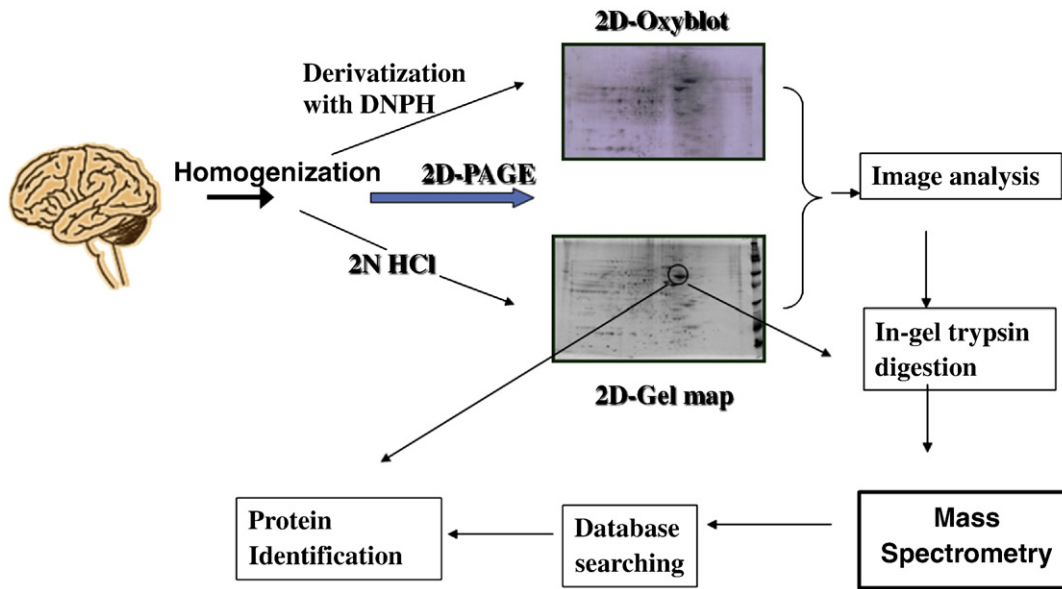 2D-Oxyblot
Derivatization
with DNPH
Homogenization
2D-PAGE
Image analysis
2N HCl
In-gel trypsin
digestion
2D-Gel map
Protein
Identification
Database
searching
Mass
Spectrometry